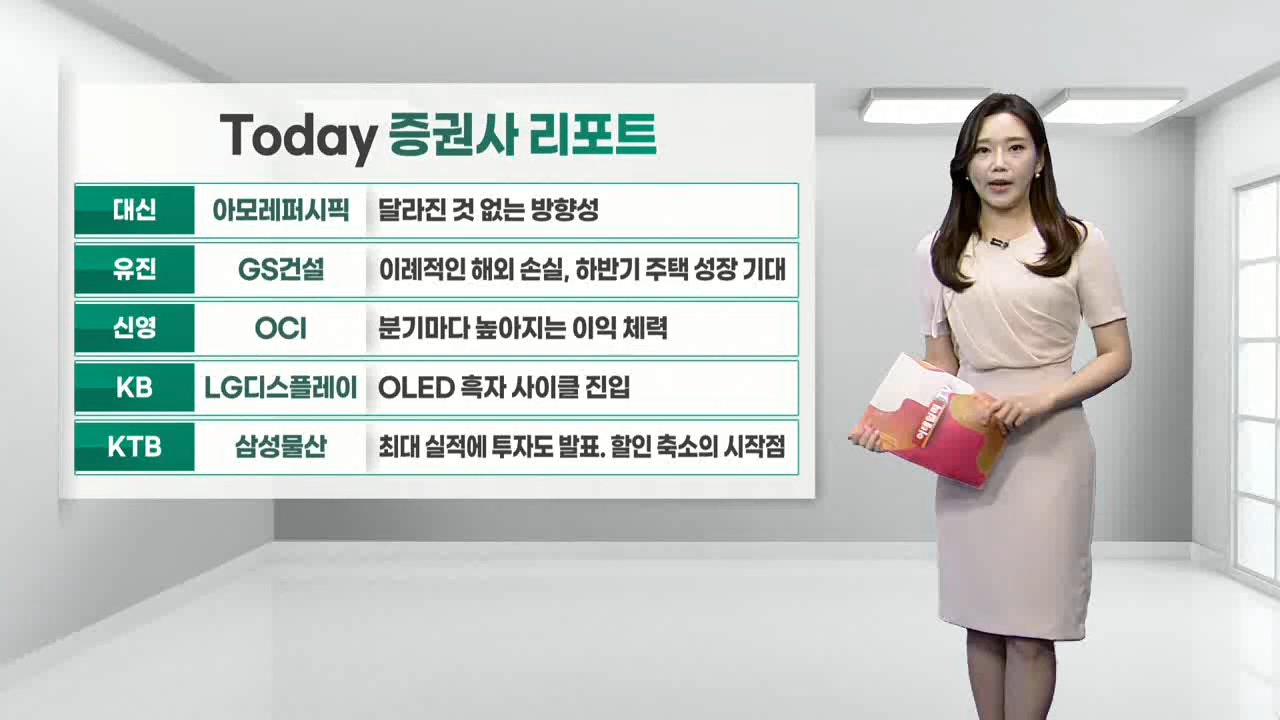 Today 증권사 리포트
대신 아모레퍼시픽 달라진 것 없는 방향성
유진 GS건설 이례적인 해외 손실, 하반기 주택 성장 기대
신영 OCI 분기마다 높아지는 이익 체력
KB LG디스플레이 OLED 흑자 사이클 진입
KTB 삼성물산 최대 실적에 투자도 발표. 할인 축소의 시작점
이데일리